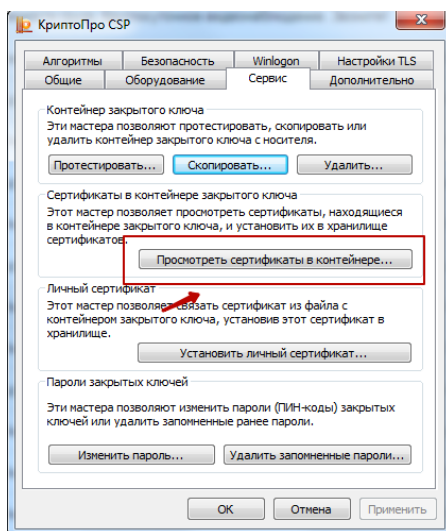 КриптоПро CSP
Алгоритмы Безопасность Winlogon Настройки TLS
Общие Оборудование Сервис Дополнительно
Контейнер закрытого ключа
Эти мастера позволяют протестировать, скопировать или
удалить контейнер закрытого ключа с носителя.
Протестировать... Скопировать... Удалить...
Сертификаты в контейнере закрытого ключа
Этот мастер позволяет просмотреть сертификаты, находящиеся
в контейнере закрытого ключа, и установить их в хранилище
сертификатов.
Просмотреть сертификаты в контейнере...
Личный сертификат
Этот мастер позволяет связать сертификат из файла с
контейнером закрытого ключа, установив этот сертификат в
хранилище.
Установить личный сертификат...
Пароли закрытых ключей
Эти мастера позволяют изменить пароли (ПИН-коды) закрытых
ключей или удалить запомненные ранее пароли.
Изменить пароль... Удалить запомненные пароли...
ОК Отмена Применить